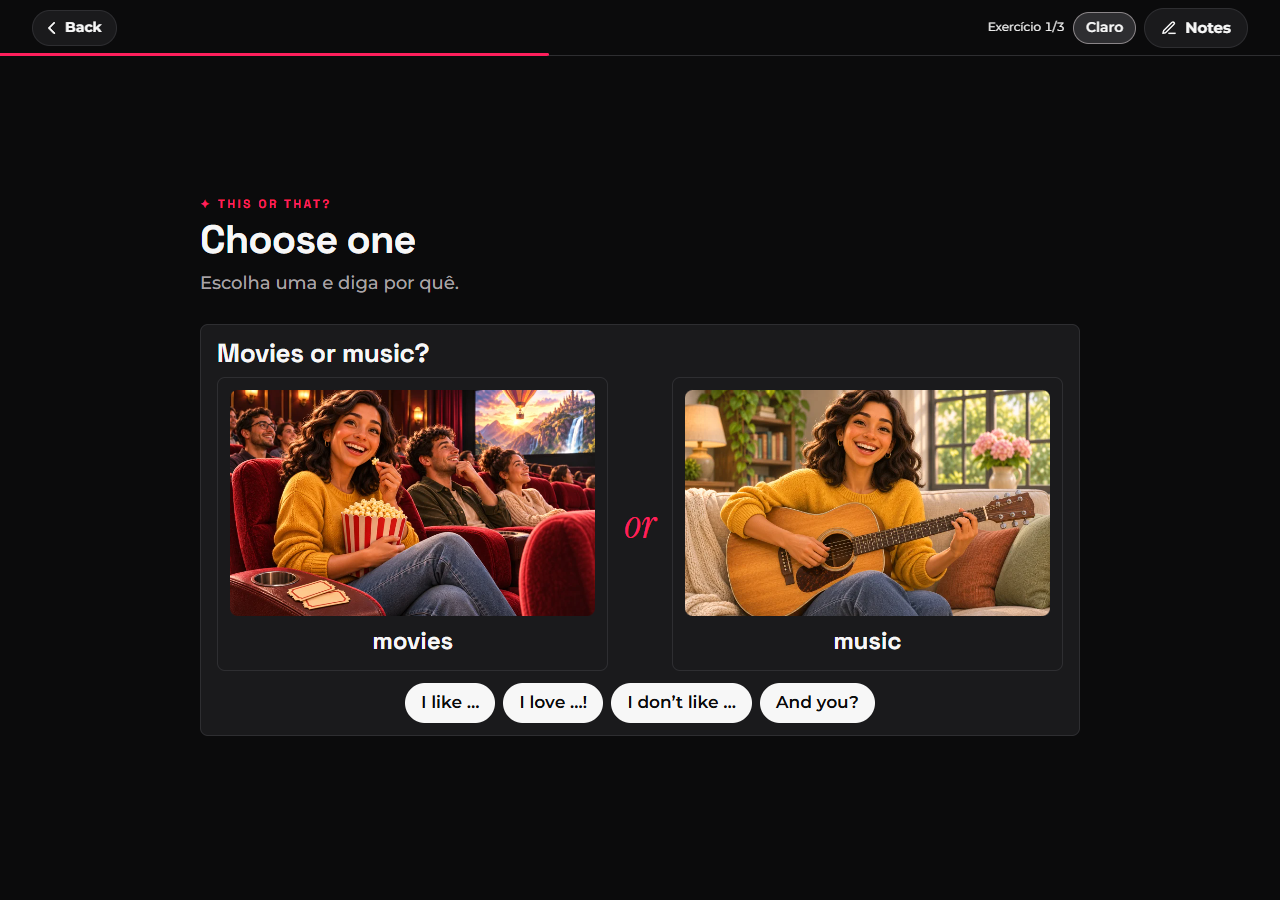 Back
Exercício 1/3
Claro
Notes
✦ THIS OR THAT?
Choose one
Escolha uma e diga por quê.
Movies or music?
or
movies
music
I like ...
I love ...!
I don’t like ...
And you?